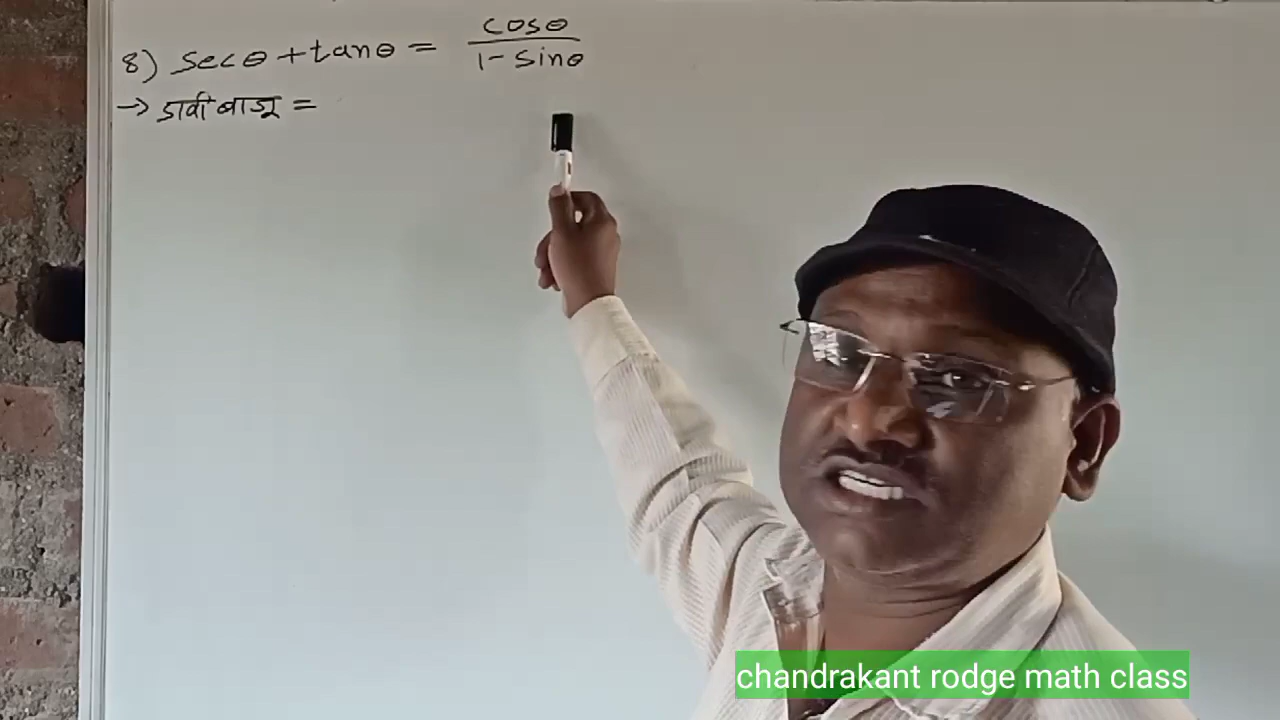 8) secθ + tanθ = cosθ / 1 - sinθ
→ डावी बाजू =
chandrakant rodge math class